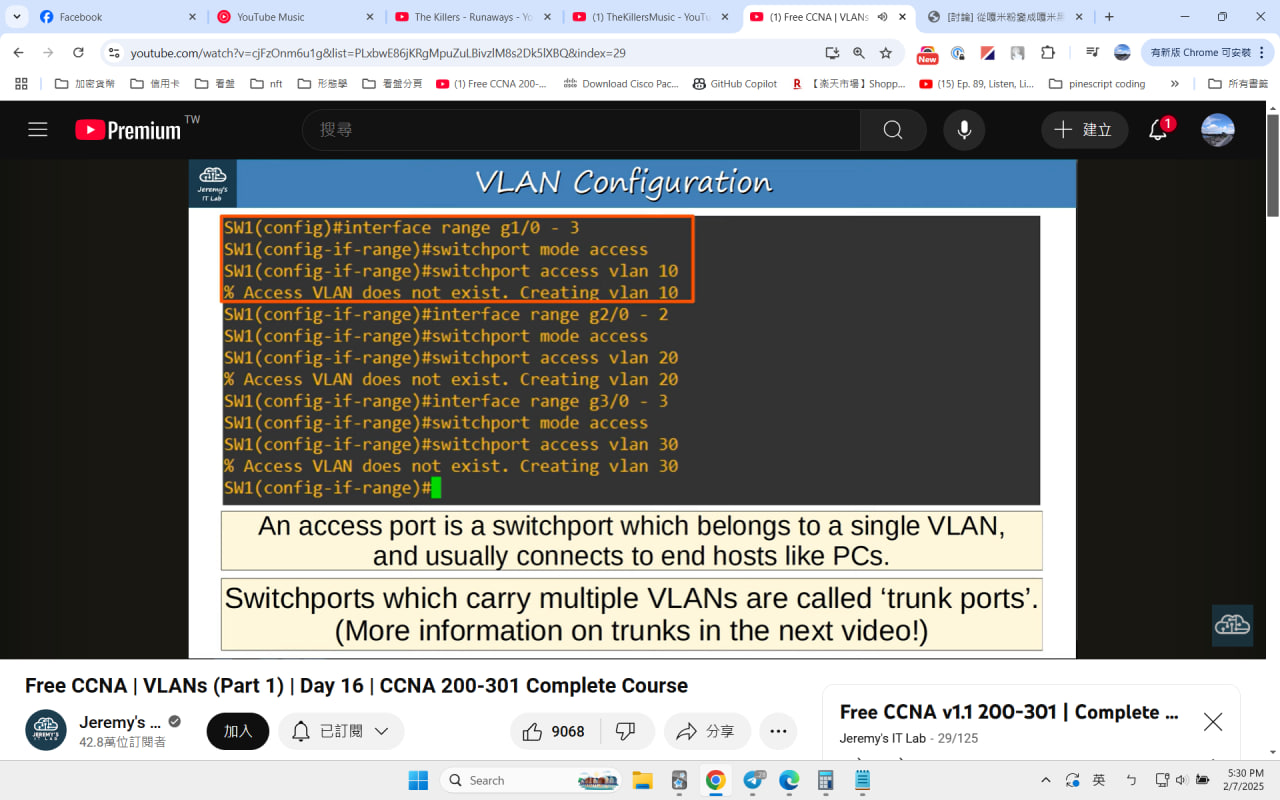 Facebook
YouTube Music
The Killers - Runaways - Yo
(1) TheKillersMusic - YouTu
(1) Free CCNA | VLANs
[討論] 從嘎米粉變成嘎米黑
youtube.com/watch?v=cjFzOnm6u1g&list=PLxbwE86jKRgMpuZuLBivzlM8s2Dk5lXBQ&index=29
New
有新版 Chrome 可安裝
加密貨幣
信用卡
看盤
nft
形態學
看盤分頁
(1) Free CCNA 200-...
Download Cisco Pac...
GitHub Copilot
R 【楽天市場】Shopp...
(15) Ep. 89, Listen, Li...
pinescript coding
»
所有書籤
Premium TW
搜尋
建立
1
Jeremy's
IT Lab
VLAN Configuration
SW1(config)#interface range g1/0 - 3
SW1(config-if-range)#switchport mode access
SW1(config-if-range)#switchport access vlan 10
% Access VLAN does not exist. Creating vlan 10
SW1(config-if-range)#interface range g2/0 - 2
SW1(config-if-range)#switchport mode access
SW1(config-if-range)#switchport access vlan 20
% Access VLAN does not exist. Creating vlan 20
SW1(config-if-range)#interface range g3/0 - 3
SW1(config-if-range)#switchport mode access
SW1(config-if-range)#switchport access vlan 30
% Access VLAN does not exist. Creating vlan 30
SW1(config-if-range)#
An access port is a switchport which belongs to a single VLAN,
and usually connects to end hosts like PCs.
Switchports which carry multiple VLANs are called ‘trunk ports’.
(More information on trunks in the next video!)
Free CCNA | VLANs (Part 1) | Day 16 | CCNA 200-301 Complete Course
JEREMY'S
IT LAB
Jeremy's ...
42.8萬位訂閱者
加入
已訂閱
9068
分享
Free CCNA v1.1 200-301 | Complete ...
Jeremy's IT Lab - 29/125
Search
英
ㄅ
5:30 PM
2/7/2025